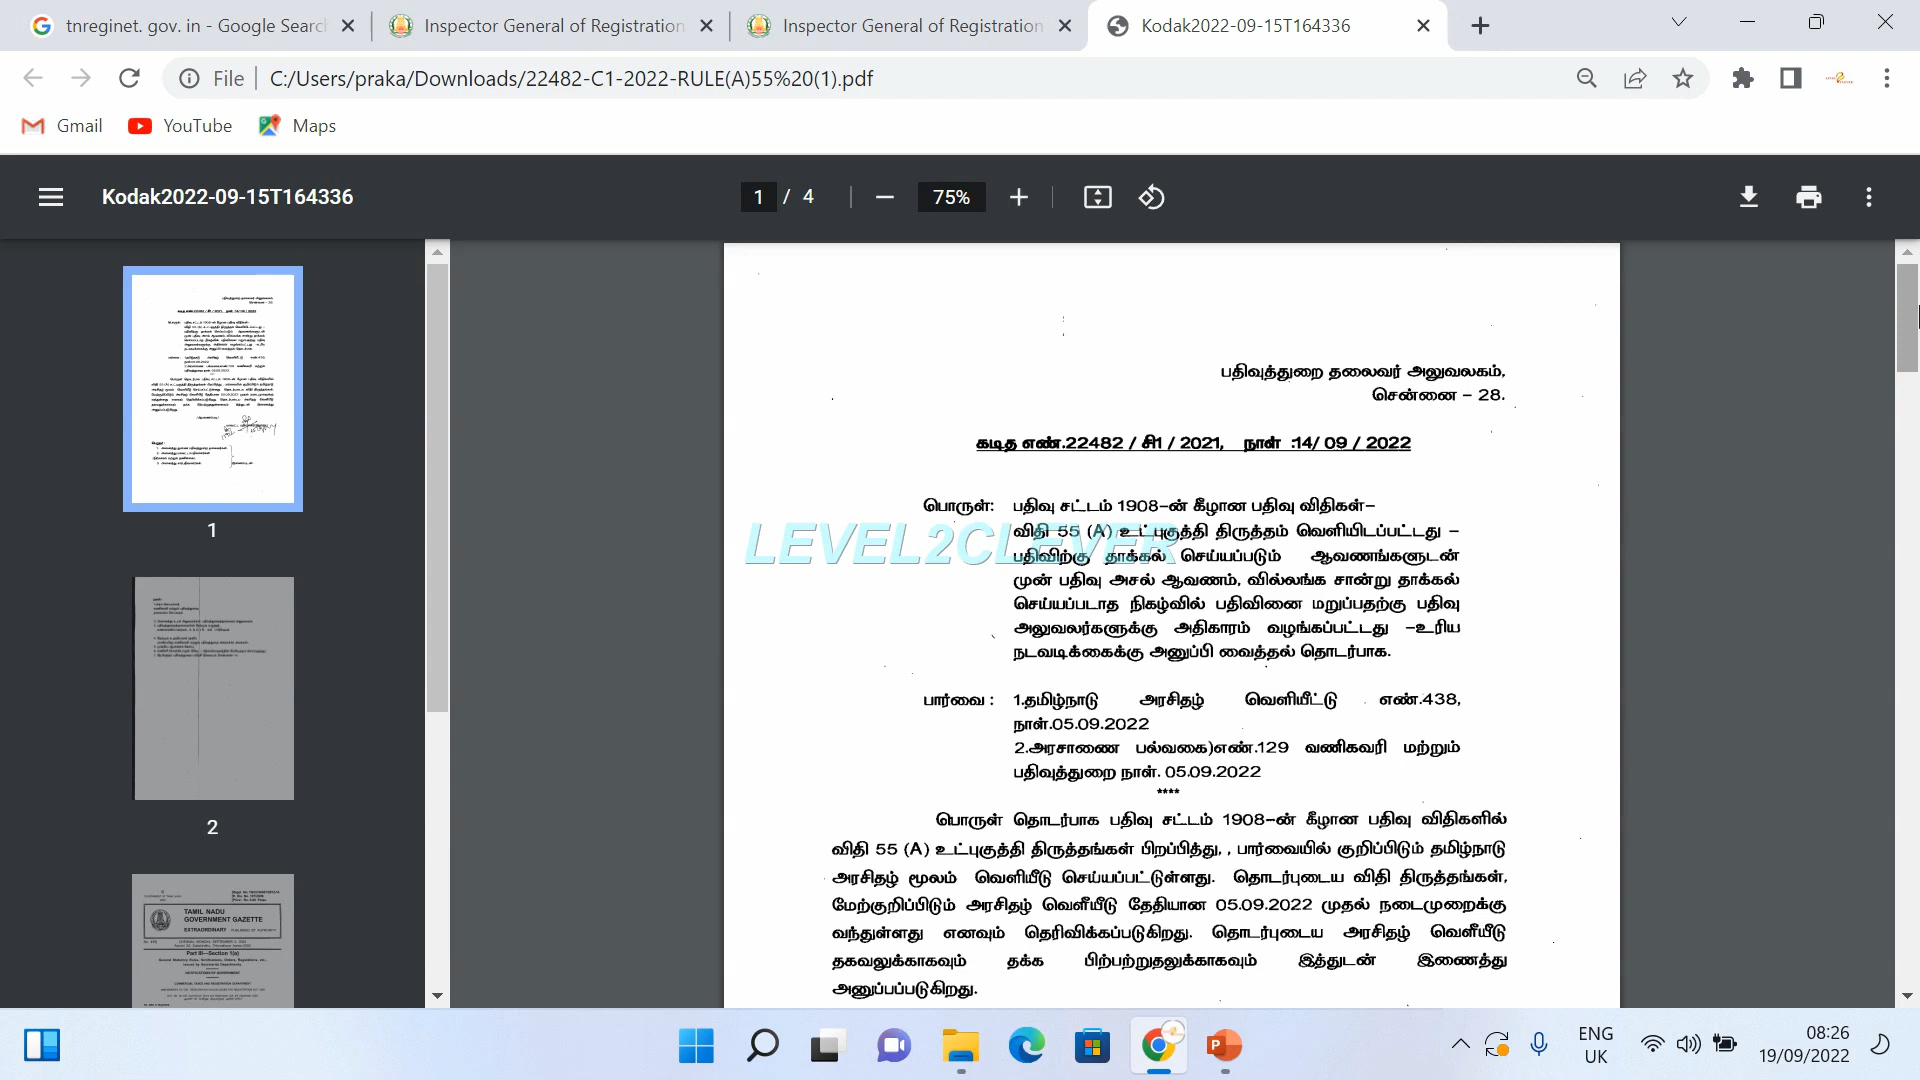 tnreginet. gov. in - Google Searc
Inspector General of Registration
Inspector General of Registration
Kodak2022-09-15T164336
File
C:/Users/praka/Downloads/22482-C1-2022-RULE(A)55%20(1).pdf
Gmail
YouTube
Maps
Kodak2022-09-15T164336
1 / 4
75%
பதிவுத்துறை தலைவர் அலுவலகம்,
சென்னை – 28.
கடித எண்.22482 / சி1 / 2021, நாள் :14/ 09 / 2022
பொருள்: பதிவு சட்டம் 1908–ன் கீழான பதிவு விதிகள்–
விதி 55 (A) உட்புகுத்தி திருத்தம் வெளியிடப்பட்டது –
LEVEL2CLEVER
பதிவிற்கு தாக்கல் செய்யப்படும் ஆவணங்களுடன்
முன் பதிவு அசல் ஆவணம், வில்லங்க சான்று தாக்கல்
செய்யப்படாத நிகழ்வில் பதிவினை மறுப்பதற்கு பதிவு
அலுவலர்களுக்கு அதிகாரம் வழங்கப்பட்டது –உரிய
நடவடிக்கைக்கு அனுப்பி வைத்தல் தொடர்பாக.
பார்வை : 1.தமிழ்நாடு அரசிதழ் வெளியீட்டு எண்.438,
நாள்.05.09.2022
2.அரசாணை பல்வகை)எண்.129 வணிகவரி மற்றும்
பதிவுத்துறை நாள். 05.09.2022
****
பொருள் தொடர்பாக பதிவு சட்டம் 1908–ன் கீழான பதிவு விதிகளில்
விதி 55 (A) உட்புகுத்தி திருத்தங்கள் பிறப்பித்து, , பார்வையில் குறிப்பிடும் தமிழ்நாடு
அரசிதழ் மூலம் வெளியீடு செய்யப்பட்டுள்ளது. தொடர்புடைய விதி திருத்தங்கள்,
மேற்குறிப்பிடும் அரசிதழ் வெளியீடு தேதியான 05.09.2022 முதல் நடைமுறைக்கு
வந்துள்ளது எனவும் தெரிவிக்கப்படுகிறது. தொடர்புடைய அரசிதழ் வெளியீடு
தகவலுக்காகவும் தக்க பிற்பற்றுதலுக்காகவும் இத்துடன் இணைத்து
அனுப்பப்படுகிறது.
1
2
TAMIL NADU
GOVERNMENT GAZETTE
EXTRAORDINARY
Part III—Section 1(a)
ENG
UK
08:26
19/09/2022